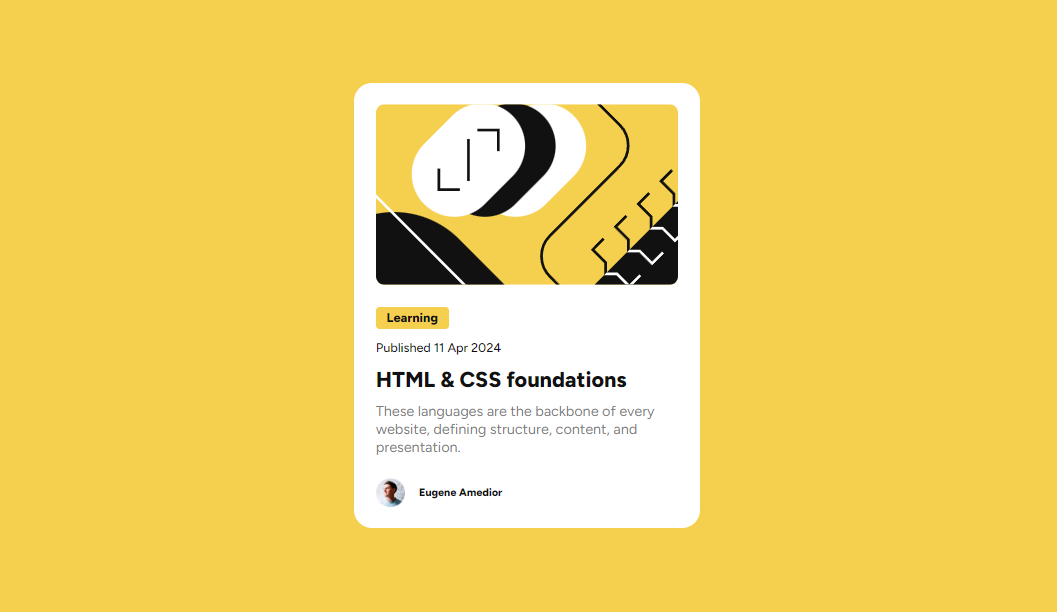 Learning
Published 11 Apr 2024
HTML & CSS foundations
These languages are the backbone of every
website, defining structure, content, and
presentation.
Eugene Amedior